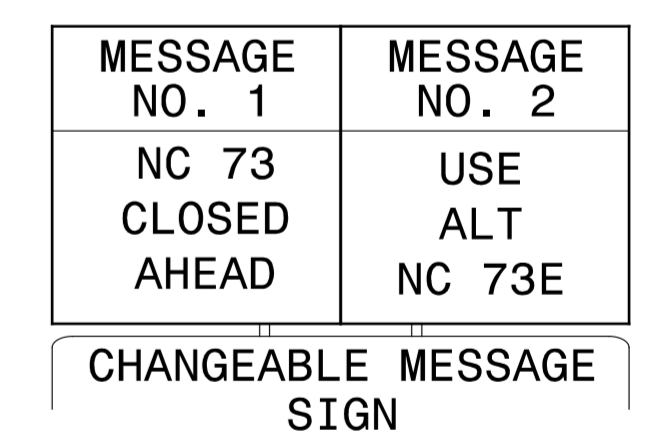 MESSAGE
NO. 1
MESSAGE
NO. 2
NC 73
CLOSED
AHEAD
USE
ALT
NC 73E
CHANGEABLE MESSAGE
SIGN